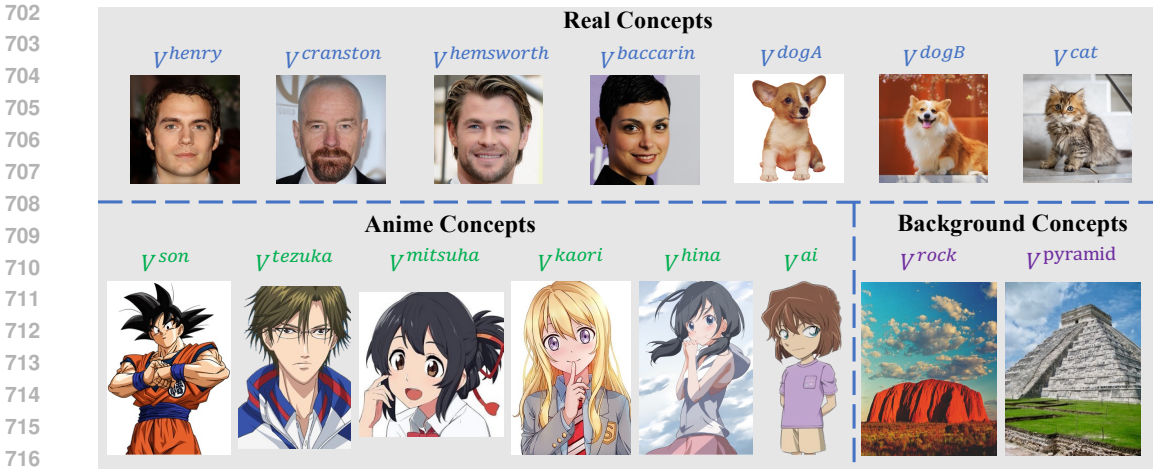 702
703
704
705
706
707
708
709
710
711
712
713
714
715
716
Real Concepts
V^henry V^cranston V^hemsworth V^baccarin V^dogA V^dogB V^cat
Anime Concepts
V^son V^tezuka V^mitsuha V^kaori V^hina V^ai
Background Concepts
V^rock V^pyramid